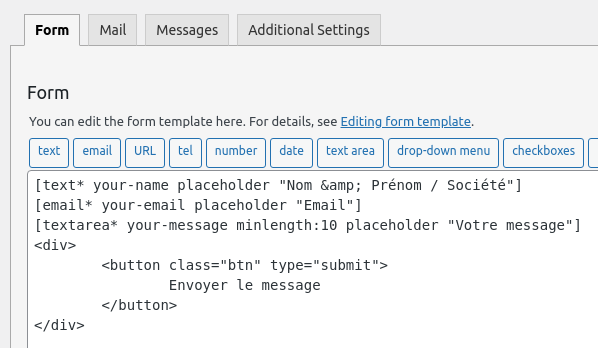 Form Mail Messages Additional Settings
Form
You can edit the form template here. For details, see Editing form template.
text email URL tel number date text area drop-down menu checkboxes
[text* your-name placeholder "Nom &amp; Prénom / Société"]
[email* your-email placeholder "Email"]
[textarea* your-message minlength:10 placeholder "Votre message"]
<div>
<button class="btn" type="submit">
Envoyer le message
</button>
</div>